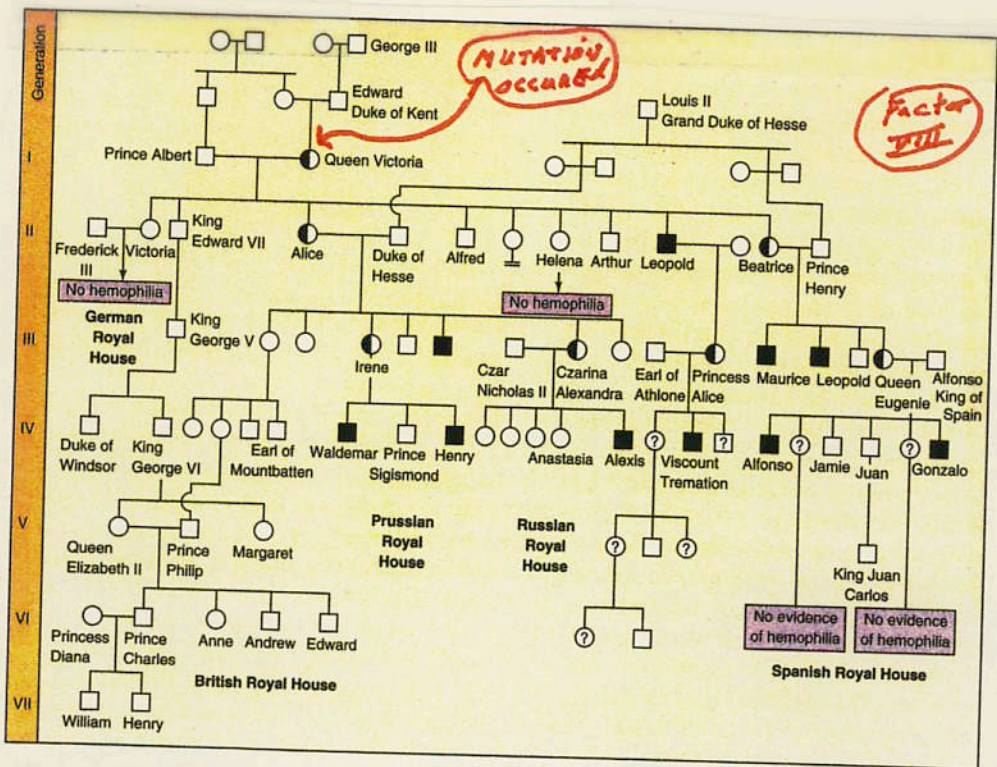 Generation
George III
MUTATION
OCCURED
Edward
Duke of Kent
Louis II
Grand Duke of Hesse
Factor
VIII
I
Prince Albert
Queen Victoria
II
King
Edward VII
Frederick
III
Victoria
Alice
Duke of
Hesse
Alfred
Helena
Arthur
Leopold
Beatrice
Prince
Henry
No hemophilia
No hemophilia
German
Royal
House
III
King
George V
Irene
Czar
Nicholas II
Czarina
Alexandra
Earl of
Athlone
Princess
Alice
Maurice
Leopold
Queen
Eugenie
Alfonso
King of
Spain
IV
Duke of
Windsor
King
George VI
Earl of
Mountbatten
Waldemar
Prince
Sigismond
Henry
Anastasia
Alexis
?
Viscount
Tremation
?
Alfonso
?
Jamie
Juan
?
Gonzalo
V
Queen
Elizabeth II
Prince
Philip
Margaret
Prussian
Royal
House
Russian
Royal
House
?
?
King Juan
Carlos
VI
Princess
Diana
Prince
Charles
Anne
Andrew
Edward
?
No evidence
of hemophilia
No evidence
of hemophilia
British Royal House
Spanish Royal House
VII
William
Henry